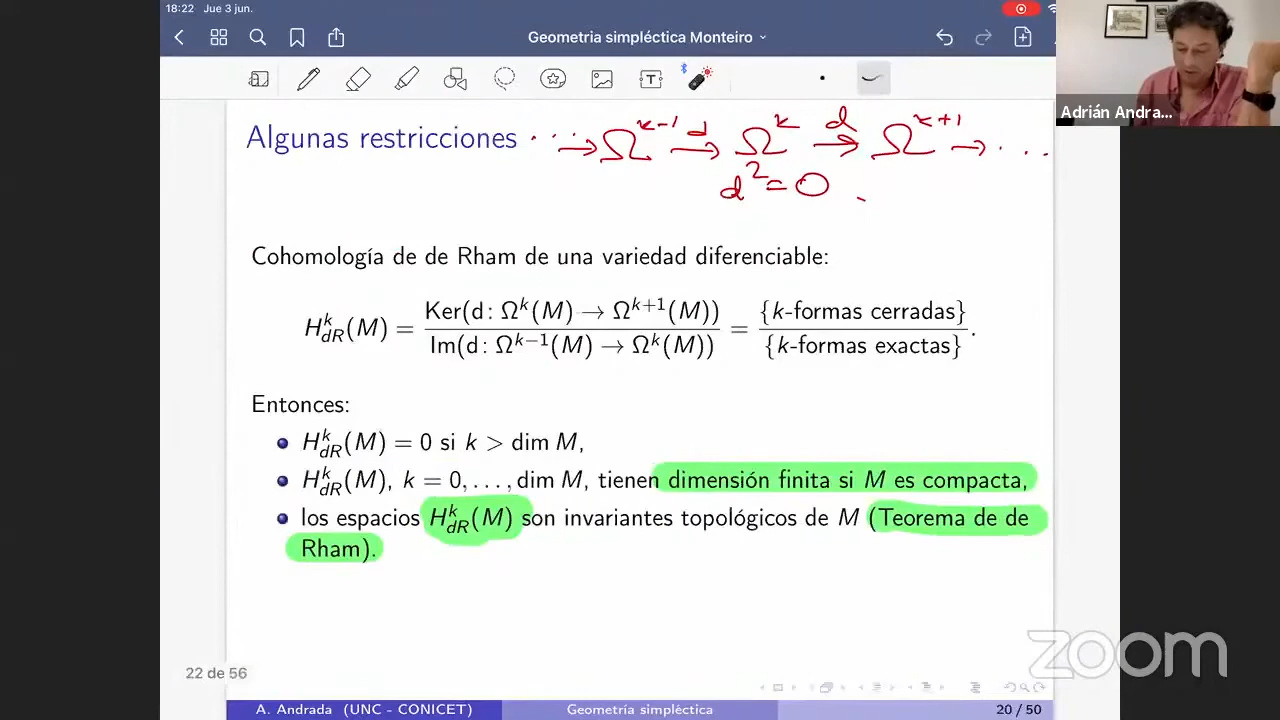 18:22 Jue 3 jun.
Geometria simpléctica Monteiro
T
Adrián Andra...
Algunas restricciones
··· → Ω^{k-1} →^{d} Ω^{k} →^{d} Ω^{k+1} → ···
d² = 0
Cohomología de de Rham de una variedad diferenciable:
H^k_{dR}(M) = Ker(d: Ω^k(M) → Ω^{k+1}(M)) / Im(d: Ω^{k−1}(M) → Ω^k(M)) = {k-formas cerradas} / {k-formas exactas}.
Entonces:
H^k_{dR}(M) = 0 si k > dim M,
H^k_{dR}(M), k = 0, . . . , dim M, tienen dimensión finita si M es compacta,
los espacios H^k_{dR}(M) son invariantes topológicos de M (Teorema de de
Rham).
zoom
22 de 56
A. Andrada (UNC - CONICET)
Geometría simpléctica
20 / 50